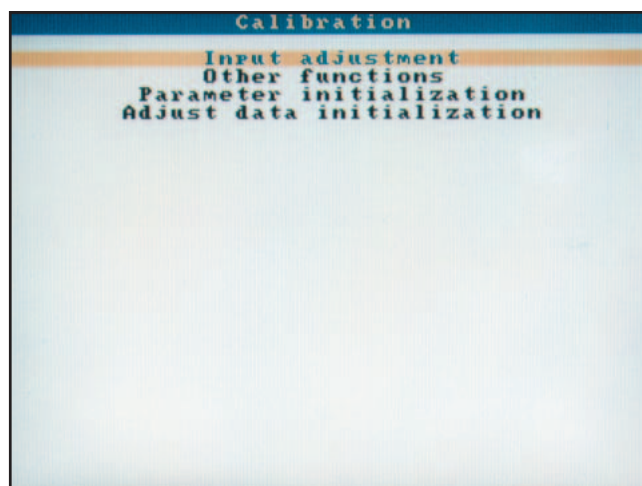 Calibration
Input adjustment
Other functions
Parameter initialization
Adjust data initialization